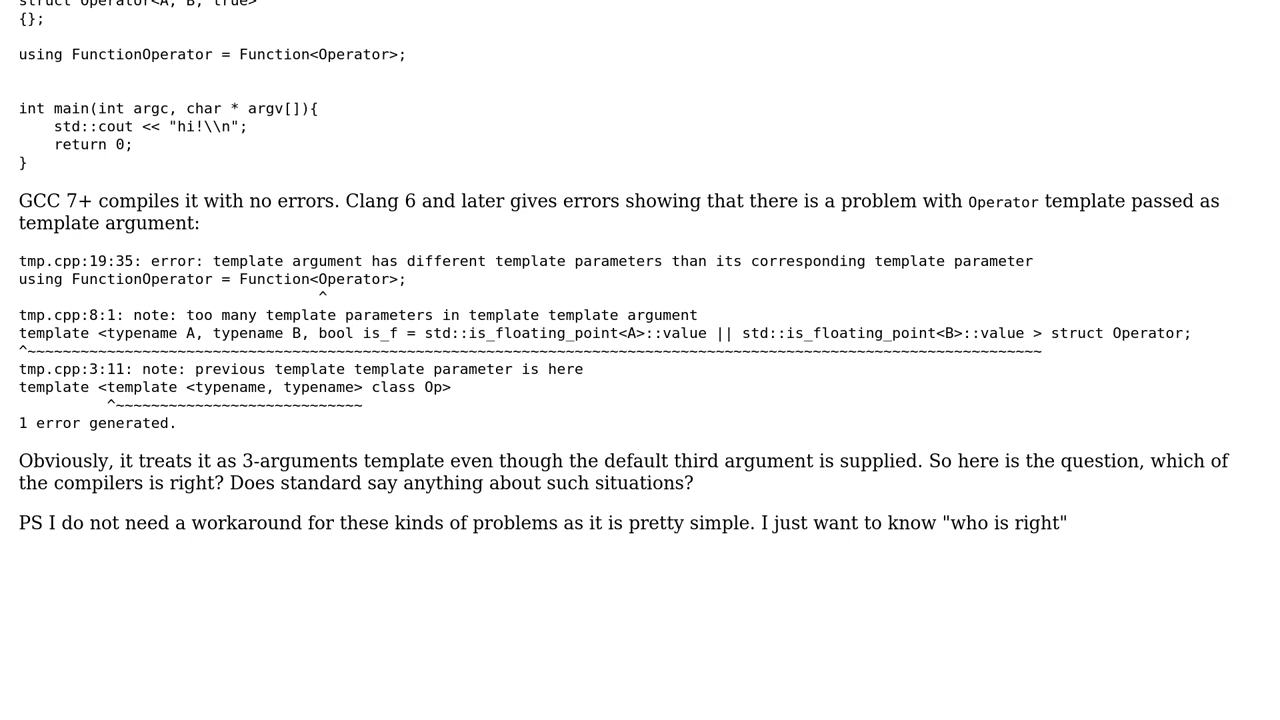 struct Operator<A, B, true>
{};
using FunctionOperator = Function<Operator>;
int main(int argc, char * argv[]){
    std::cout << "hi!\\n";
    return 0;
}
GCC 7+ compiles it with no errors. Clang 6 and later gives errors showing that there is a problem with Operator template passed as
template argument:
tmp.cpp:19:35: error: template argument has different template parameters than its corresponding template parameter
using FunctionOperator = Function<Operator>;
                                  ^
tmp.cpp:8:1: note: too many template parameters in template template argument
template <typename A, typename B, bool is_f = std::is_floating_point<A>::value || std::is_floating_point<B>::value > struct Operator;
^~~~~~~~~~~~~~~~~~~~~~~~~~~~~~~~~~~~~~~~~~~~~~~~~~~~~~~~~~~~~~~~~~~~~~~~~~~~~~~~~~~~~~~~~~~~~~~~~~~~~~~~~~~~~~~~~~~~
tmp.cpp:3:11: note: previous template template parameter is here
template <template <typename, typename> class Op>
          ^~~~~~~~~~~~~~~~~~~~~~~~~~~~~
1 error generated.
Obviously, it treats it as 3-arguments template even though the default third argument is supplied. So here is the question, which of
the compilers is right? Does standard say anything about such situations?
PS I do not need a workaround for these kinds of problems as it is pretty simple. I just want to know "who is right"